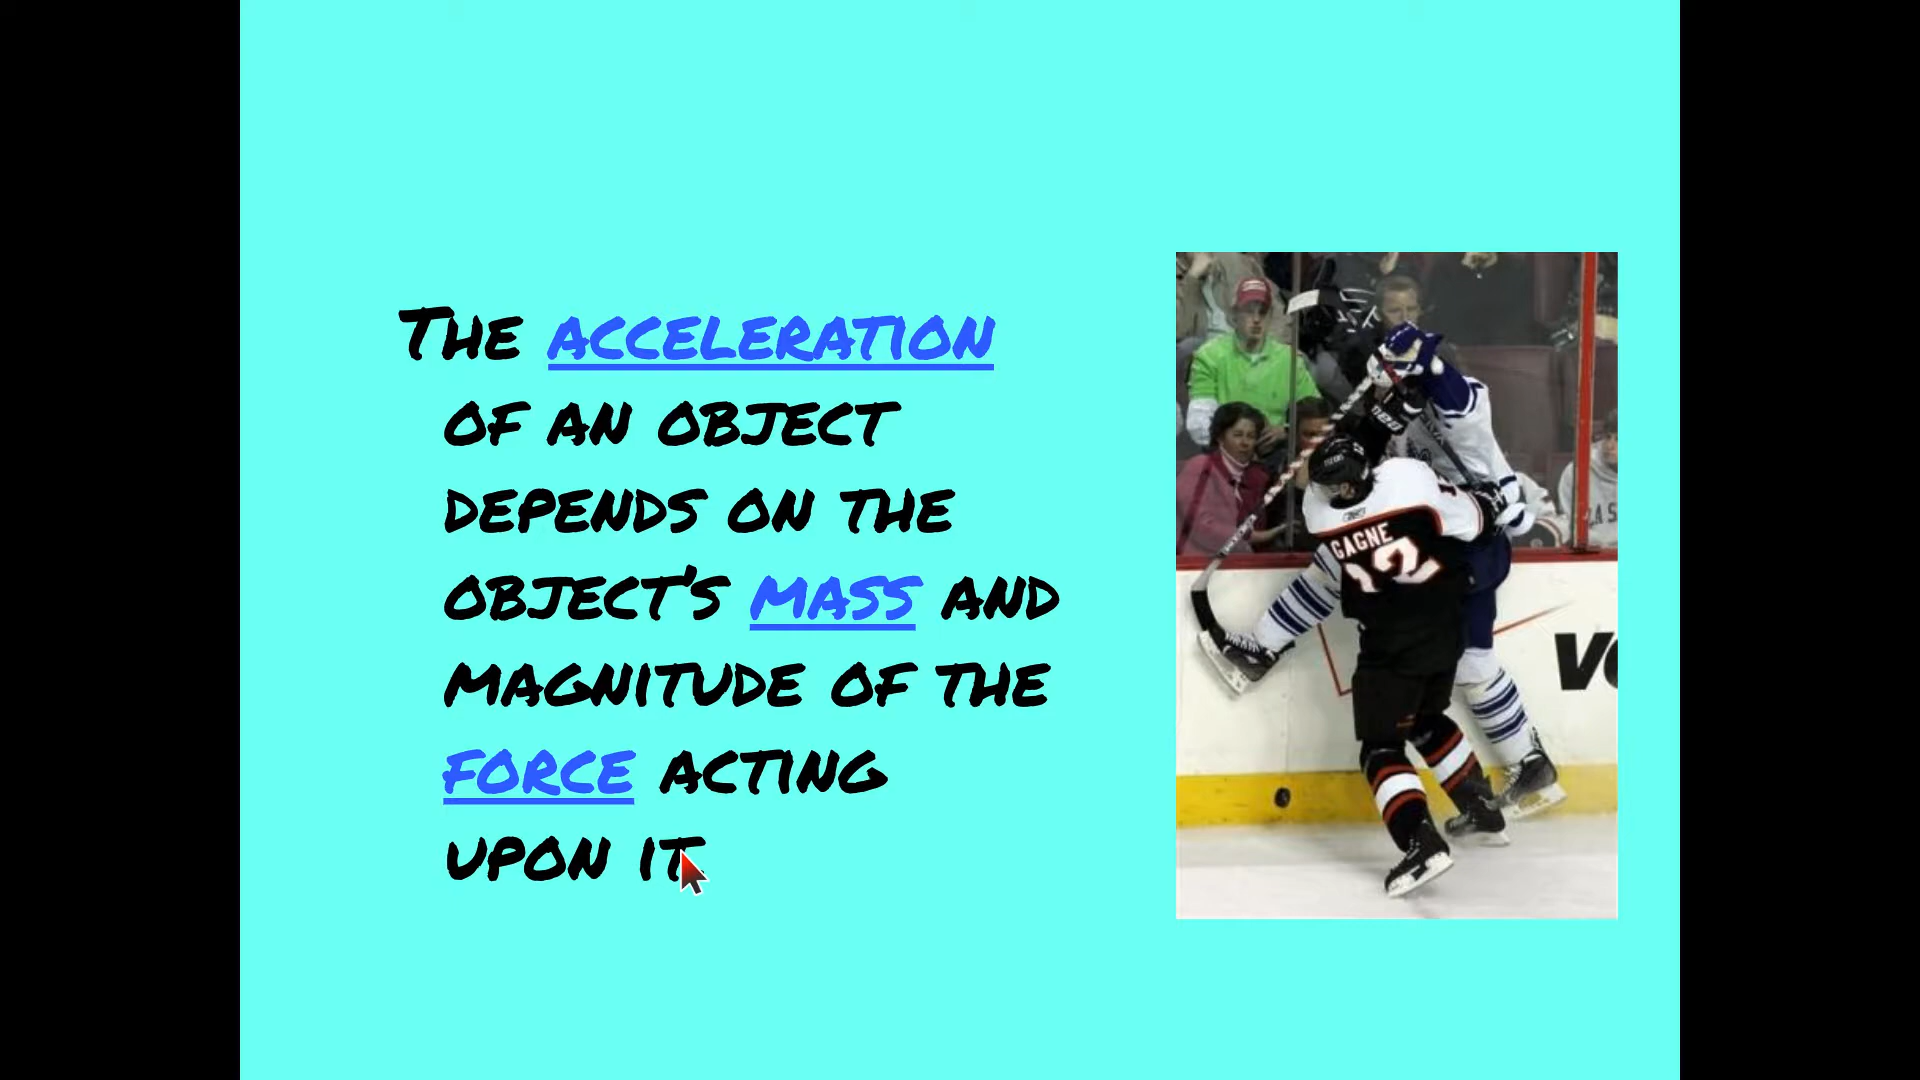 The acceleration
of an object
depends on the
object's mass and
magnitude of the
force acting
upon it.
GAGNE
12